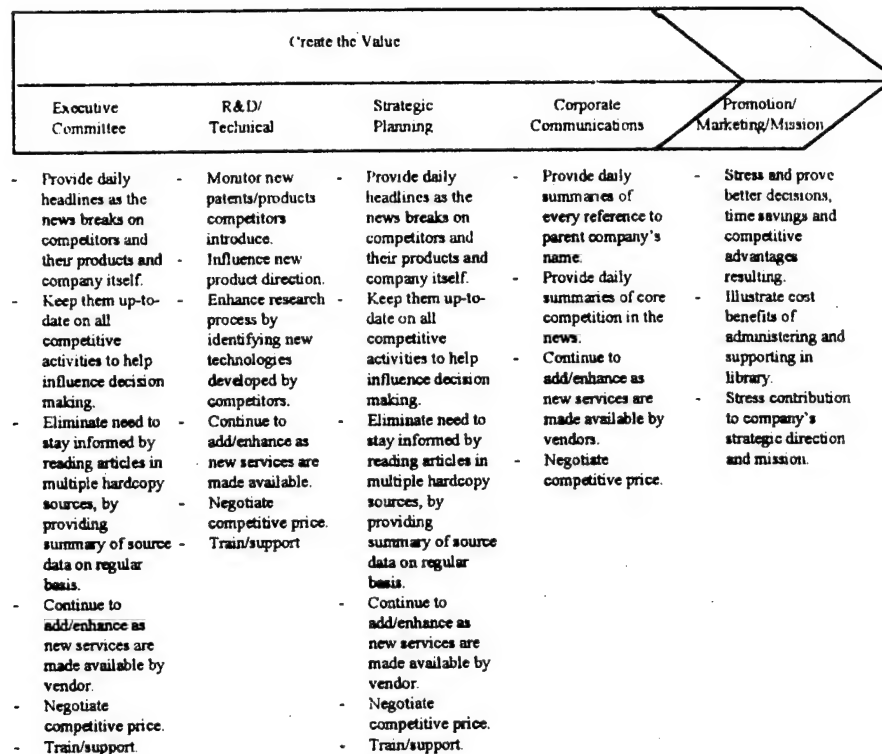 Create the Value
Executive
Committee
R&D/
Technical
Strategic
Planning
Corporate
Communications
Promotion/
Marketing/Mission
- Provide daily
headlines as the
news breaks on
competitors and
their products and
company itself.
- Keep them up-to-
date on all
competitive
activities to help
influence decision
making.
- Eliminate need to
stay informed by
reading articles in
multiple hardcopy
sources, by
providing
summary of source
data on regular
basis.
- Continue to
add/enhance as
new services are
made available by
vendor.
- Negotiate
competitive price.
- Train/support.
- Monitor new
patents/products
competitors
introduce.
- Influence new
product direction.
- Enhance research
process by
identifying new
technologies
developed by
competitors.
- Continue to
add/enhance as
new services are
made available.
- Negotiate
competitive price.
- Train/support
- Provide daily
headlines as the
news breaks on
competitors and
their products and
company itself.
- Keep them up-to-
date on all
competitive
activities to help
influence decision
making.
- Eliminate need to
stay informed by
reading articles in
multiple hardcopy
sources, by
providing
summary of source
data on regular
basis.
- Continue to
add/enhance as
new services are
made available by
vendor.
- Negotiate
competitive price.
- Train/support.
- Provide daily
summaries of
every reference to
parent company's
name.
- Provide daily
summaries of core
competition in the
news.
- Continue to
add/enhance as
new services are
made available by
vendors.
- Negotiate
competitive price.
- Stress and prove
better decisions,
time savings and
competitive
advantages
resulting.
- Illustrate cost
benefits of
administering and
supporting in
library.
- Stress contribution
to company's
strategic direction
and mission.